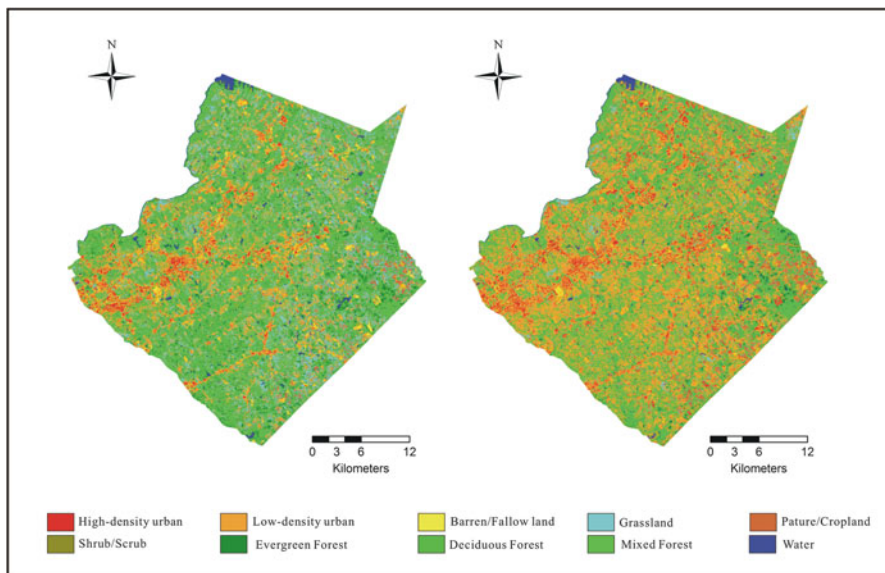 N
N
0 3 6 12
Kilometers
0 3 6 12
Kilometers
High-density urban Low-density urban Barren/Fallow land Grassland Pature/Cropland
Shrub/Scrub Evergreen Forest Deciduous Forest Mixed Forest Water